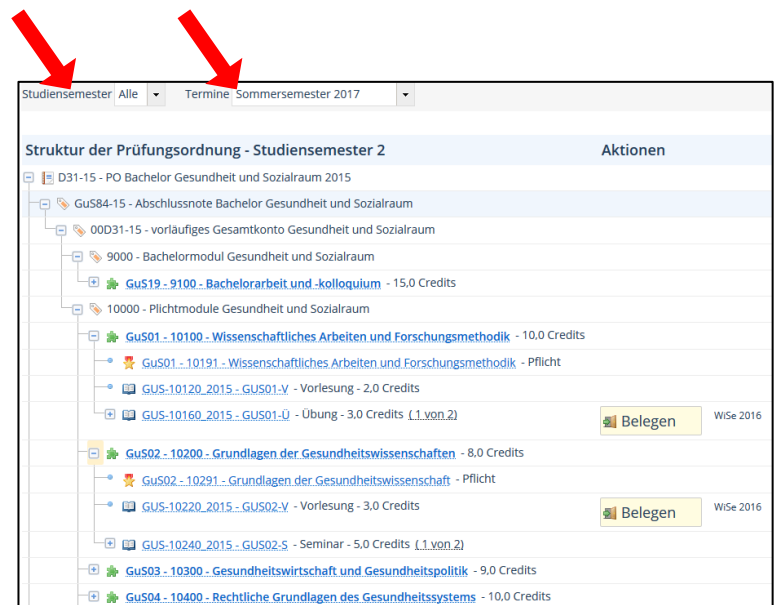 Studiensemester Alle Termine Sommersemester 2017
Struktur der Prüfungsordnung - Studiensemester 2 Aktionen
D31-15 - PO Bachelor Gesundheit und Sozialraum 2015
GuS84-15 - Abschlussnote Bachelor Gesundheit und Sozialraum
00D31-15 - vorläufiges Gesamtkonto Gesundheit und Sozialraum
9000 - Bachelormodul Gesundheit und Sozialraum
GuS19 - 9100 - Bachelorarbeit und -kolloquium - 15,0 Credits
10000 - Plichtmodule Gesundheit und Sozialraum
GuS01 - 10100 - Wissenschaftliches Arbeiten und Forschungsmethodik - 10,0 Credits
GuS01 - 10191 - Wissenschaftliches Arbeiten und Forschungsmethodik - Pflicht
GUS-10120_2015 - GUS01-V - Vorlesung - 2,0 Credits
GUS-10160_2015 - GUS01-Ü - Übung - 3,0 Credits ( 1 von 2) Belegen WiSe 2016
GuS02 - 10200 - Grundlagen der Gesundheitswissenschaften - 8,0 Credits
GuS02 - 10291 - Grundlagen der Gesundheitswissenschaft - Pflicht
GUS-10220_2015 - GUS02-V - Vorlesung - 3,0 Credits Belegen WiSe 2016
GUS-10240_2015 - GUS02-S - Seminar - 5,0 Credits ( 1 von 2)
GuS03 - 10300 - Gesundheitswirtschaft und Gesundheitspolitik - 9,0 Credits
GuS04 - 10400 - Rechtliche Grundlagen des Gesundheitssystems - 10,0 Credits